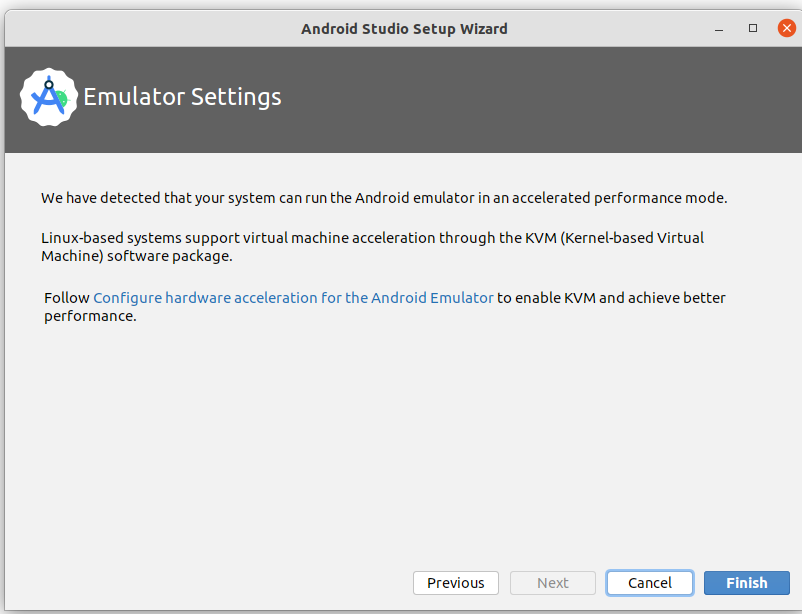 Android Studio Setup Wizard
Emulator Settings
We have detected that your system can run the Android emulator in an accelerated performance mode.
Linux-based systems support virtual machine acceleration through the KVM (Kernel-based Virtual
Machine) software package.
Follow Configure hardware acceleration for the Android Emulator to enable KVM and achieve better
performance.
Previous
Next
Cancel
Finish